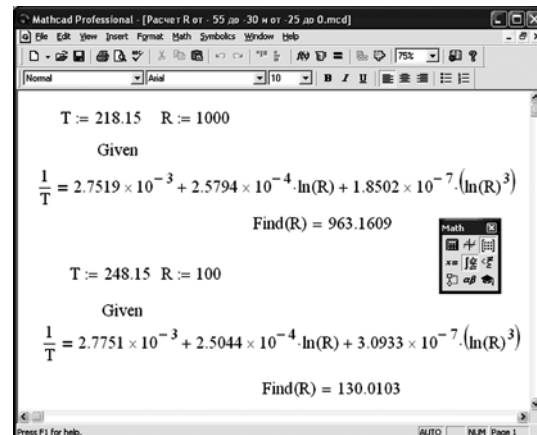 Mathcad Professional - [Расчет R от - 55 до -30 и от -25 до 0.mcd]
File Edit View Insert Format Math Symbolics Window Help
75%
Normal Arial 10 B I U
T := 218.15 R := 1000
Given
1/T = 2.7519 × 10^-3 + 2.5794 × 10^-4 · ln(R) + 1.8502 × 10^-7 · (ln(R)^3)
Find(R) = 963.1609
Math
T := 248.15 R := 100
Given
1/T = 2.7751 × 10^-3 + 2.5044 × 10^-4 · ln(R) + 3.0933 × 10^-7 · (ln(R)^3)
Find(R) = 130.0103
Press F1 for help. AUTO NUM Page 1